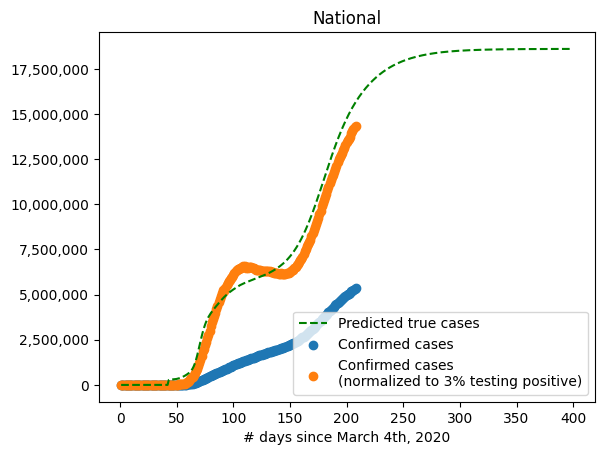 National
17,500,000
15,000,000
12,500,000
10,000,000
7,500,000
5,000,000
2,500,000
0
Predicted true cases
Confirmed cases
Confirmed cases
(normalized to 3% testing positive)
0 50 100 150 200 250 300 350 400
# days since March 4th, 2020